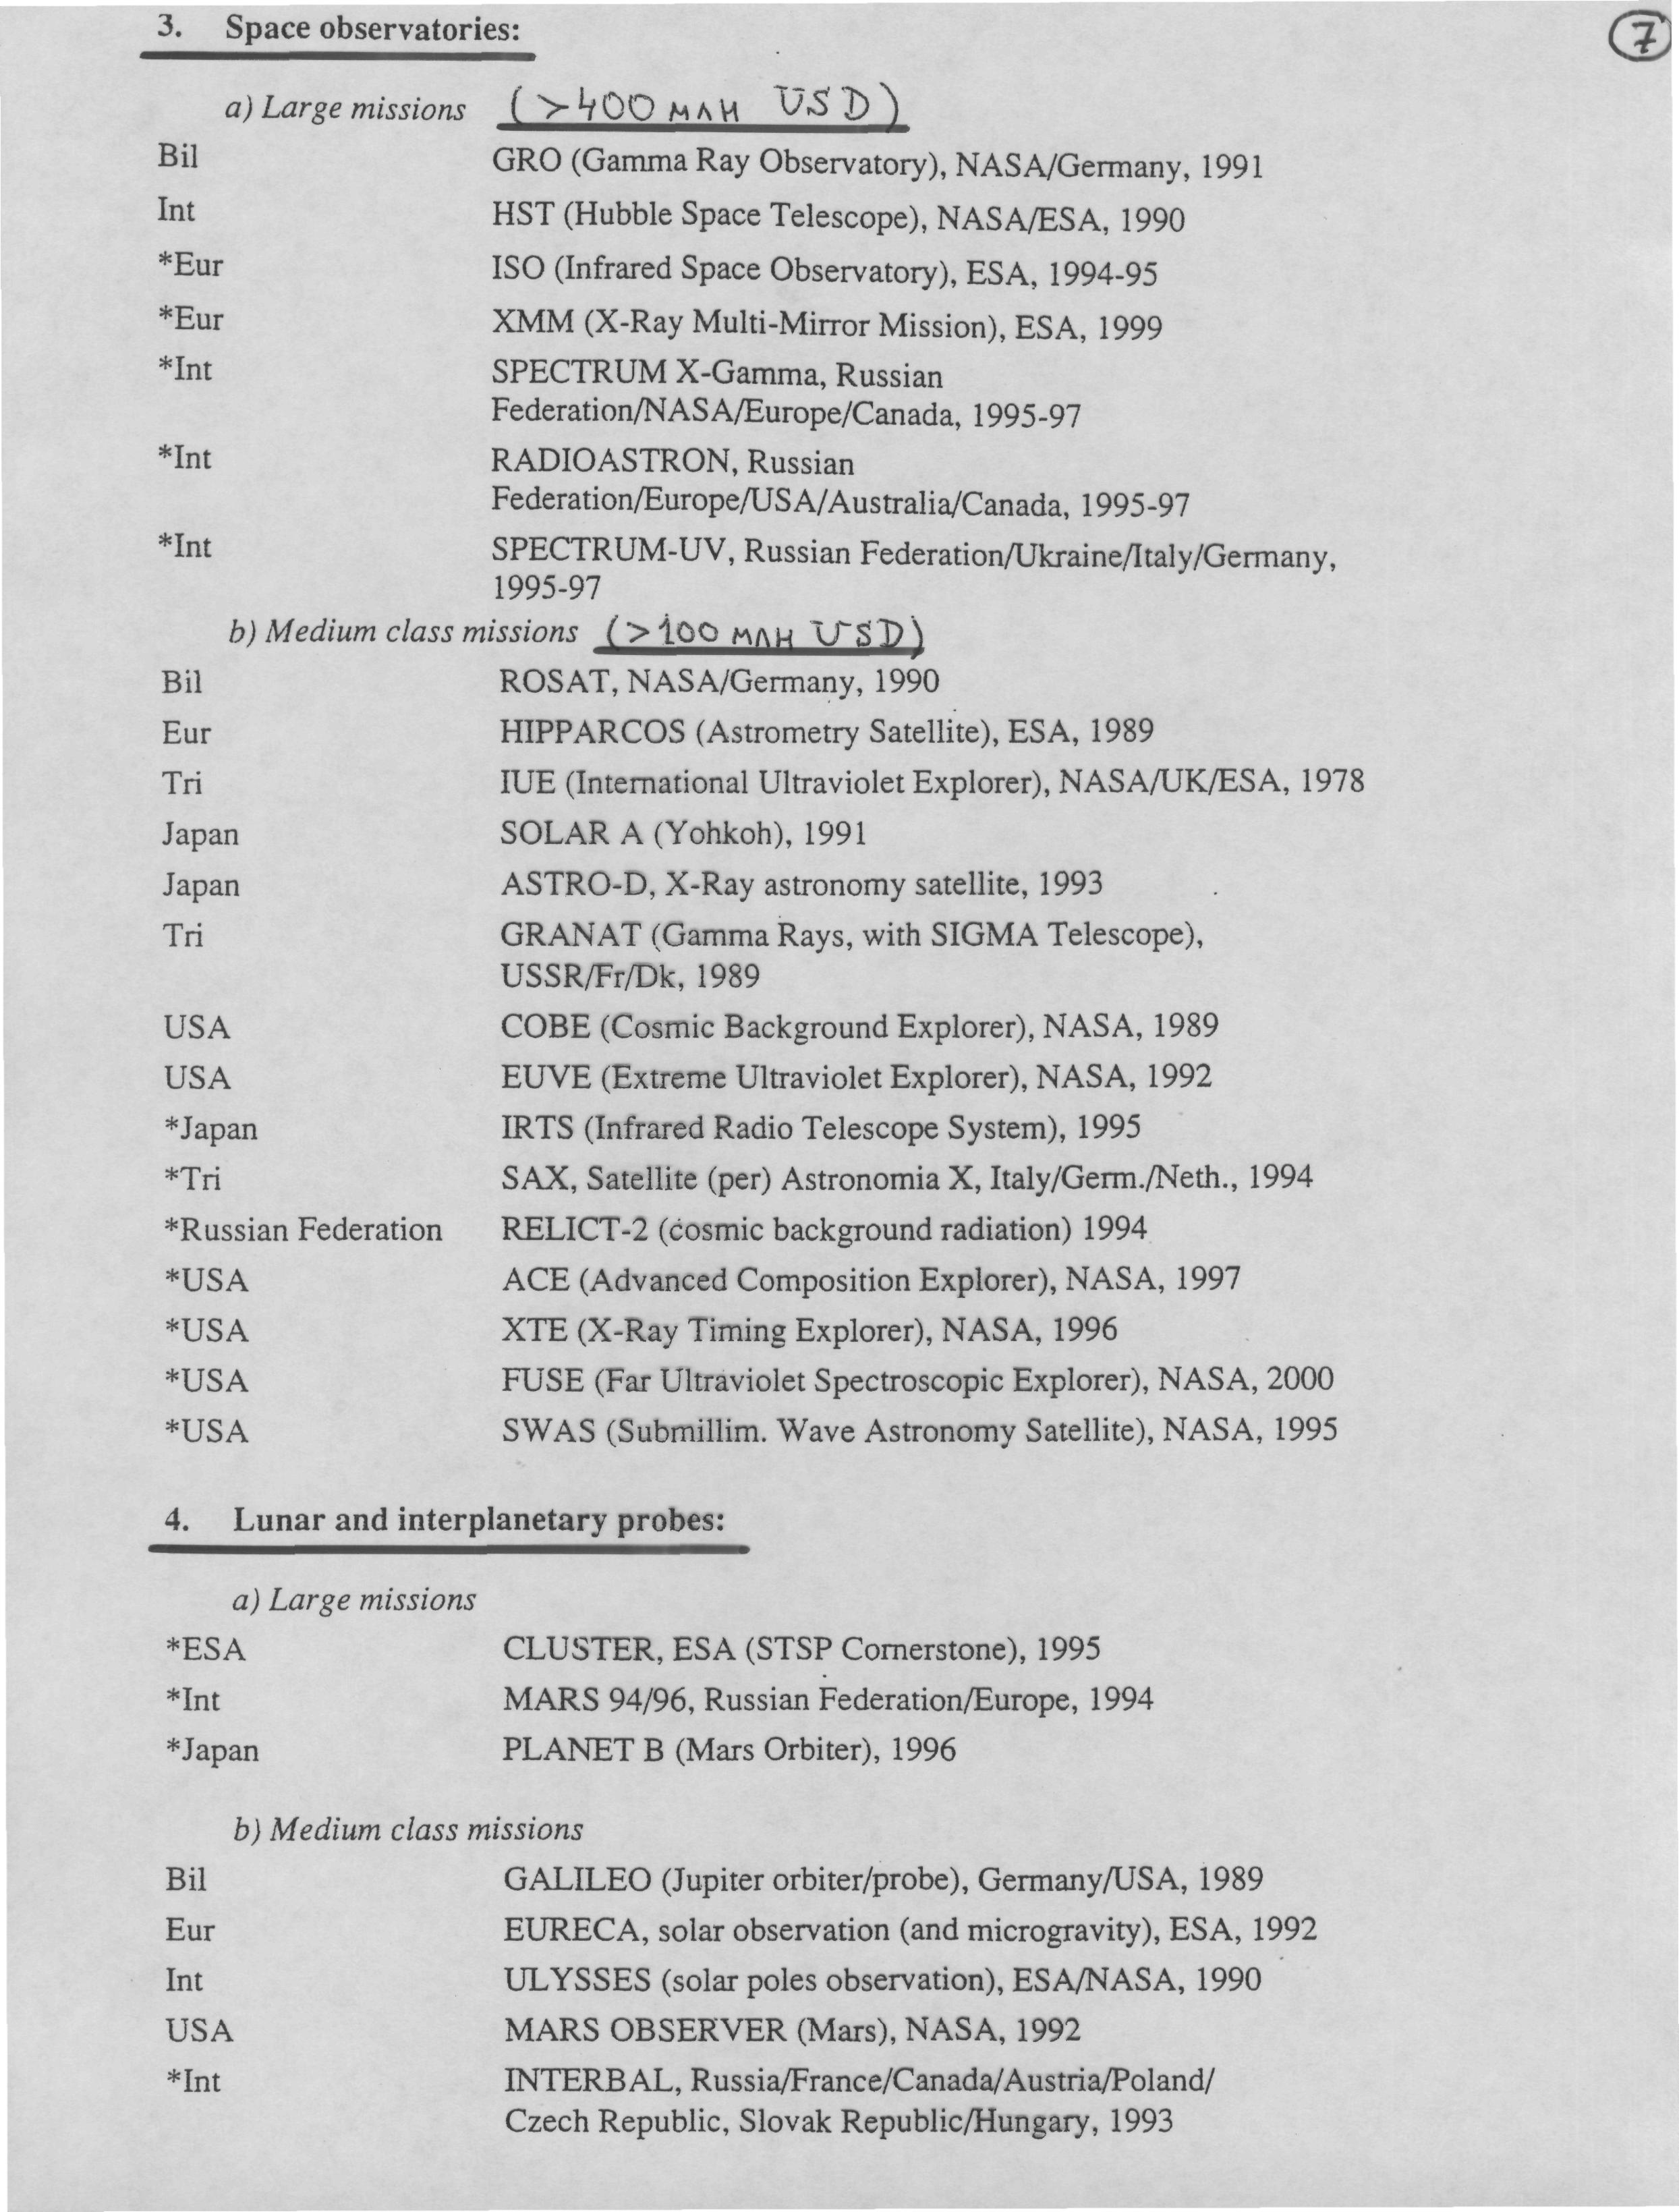 3. Space observatories:
7
a) Large missions (>400 млн USD)
Bil GRO (Gamma Ray Observatory), NASA/Germany, 1991
Int HST (Hubble Space Telescope), NASA/ESA, 1990
*Eur ISO (Infrared Space Observatory), ESA, 1994-95
*Eur XMM (X-Ray Multi-Mirror Mission), ESA, 1999
*Int SPECTRUM X-Gamma, Russian
Federation/NASA/Europe/Canada, 1995-97
*Int RADIOASTRON, Russian
Federation/Europe/USA/Australia/Canada, 1995-97
*Int SPECTRUM-UV, Russian Federation/Ukraine/Italy/Germany,
1995-97
b) Medium class missions (>100 млн USD)
Bil ROSAT, NASA/Germany, 1990
Eur HIPPARCOS (Astrometry Satellite), ESA, 1989
Tri IUE (International Ultraviolet Explorer), NASA/UK/ESA, 1978
Japan SOLAR A (Yohkoh), 1991
Japan ASTRO-D, X-Ray astronomy satellite, 1993
Tri GRANAT (Gamma Rays, with SIGMA Telescope),
USSR/Fr/Dk, 1989
USA COBE (Cosmic Background Explorer), NASA, 1989
USA EUVE (Extreme Ultraviolet Explorer), NASA, 1992
*Japan IRTS (Infrared Radio Telescope System), 1995
*Tri SAX, Satellite (per) Astronomia X, Italy/Germ./Neth., 1994
*Russian Federation RELICT-2 (cosmic background radiation) 1994
*USA ACE (Advanced Composition Explorer), NASA, 1997
*USA XTE (X-Ray Timing Explorer), NASA, 1996
*USA FUSE (Far Ultraviolet Spectroscopic Explorer), NASA, 2000
*USA SWAS (Submillim. Wave Astronomy Satellite), NASA, 1995
4. Lunar and interplanetary probes:
a) Large missions
*ESA CLUSTER, ESA (STSP Cornerstone), 1995
*Int MARS 94/96, Russian Federation/Europe, 1994
*Japan PLANET B (Mars Orbiter), 1996
b) Medium class missions
Bil GALILEO (Jupiter orbiter/probe), Germany/USA, 1989
Eur EURECA, solar observation (and microgravity), ESA, 1992
Int ULYSSES (solar poles observation), ESA/NASA, 1990
USA MARS OBSERVER (Mars), NASA, 1992
*Int INTERBAL, Russia/France/Canada/Austria/Poland/
Czech Republic, Slovak Republic/Hungary, 1993